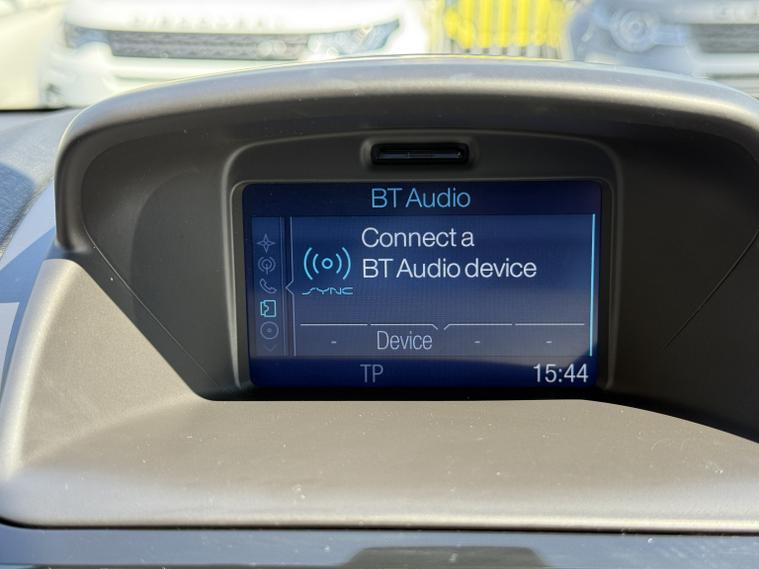 BT Audio
Connect a
BT Audio device
SYNC
- Device - -
TP 15:44